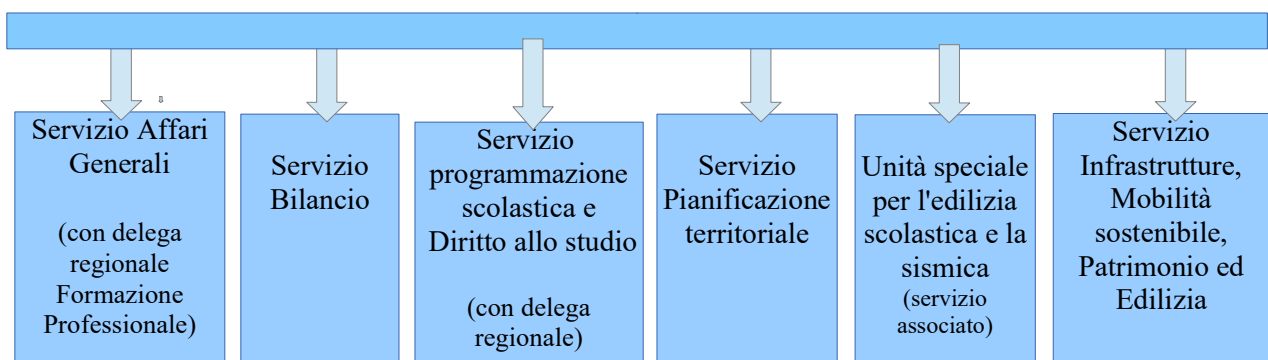 Servizio Affari
Generali
(con delega
regionale
Formazione
Professionale)
Servizio
Bilancio
Servizio
programmazione
scolastica e
Diritto allo studio
(con delega
regionale)
Servizio
Pianificazione
territoriale
Unità speciale
per l'edilizia
scolastica e la
sismica
(servizio
associato)
Servizio
Infrastrutture,
Mobilità
sostenibile,
Patrimonio ed
Edilizia